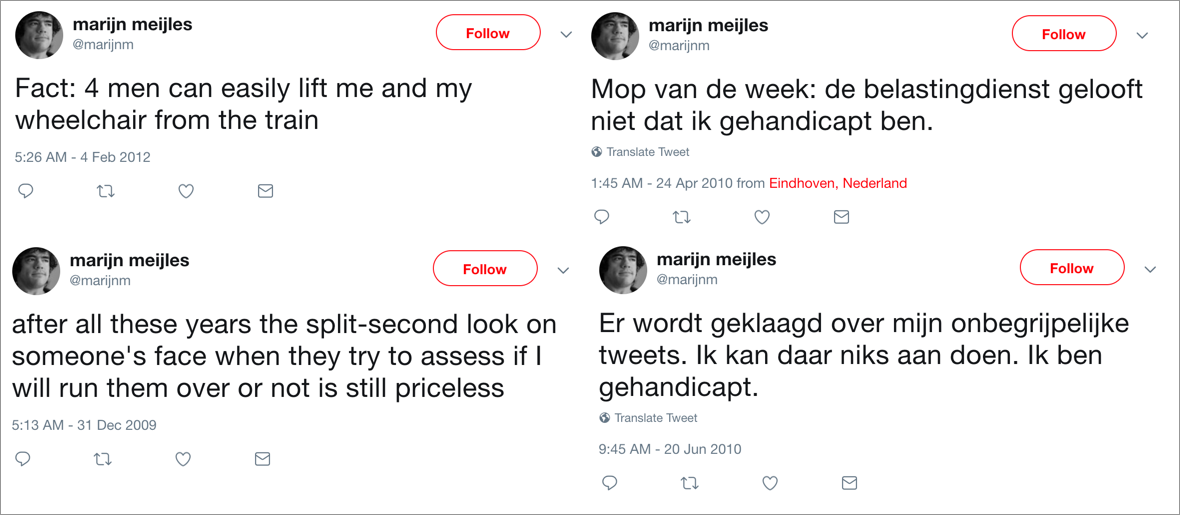 marijn meijles
@marijnm
Follow
Fact: 4 men can easily lift me and my
wheelchair from the train
5:26 AM - 4 Feb 2012
marijn meijles
@marijnm
Follow
Mop van de week: de belastingdienst gelooft
niet dat ik gehandicapt ben.
Translate Tweet
1:45 AM - 24 Apr 2010 from Eindhoven, Nederland
marijn meijles
@marijnm
Follow
after all these years the split-second look on
someone's face when they try to assess if I
will run them over or not is still priceless
5:13 AM - 31 Dec 2009
marijn meijles
@marijnm
Follow
Er wordt geklaagd over mijn onbegrijpelijke
tweets. Ik kan daar niks aan doen. Ik ben
gehandicapt.
Translate Tweet
9:45 AM - 20 Jun 2010